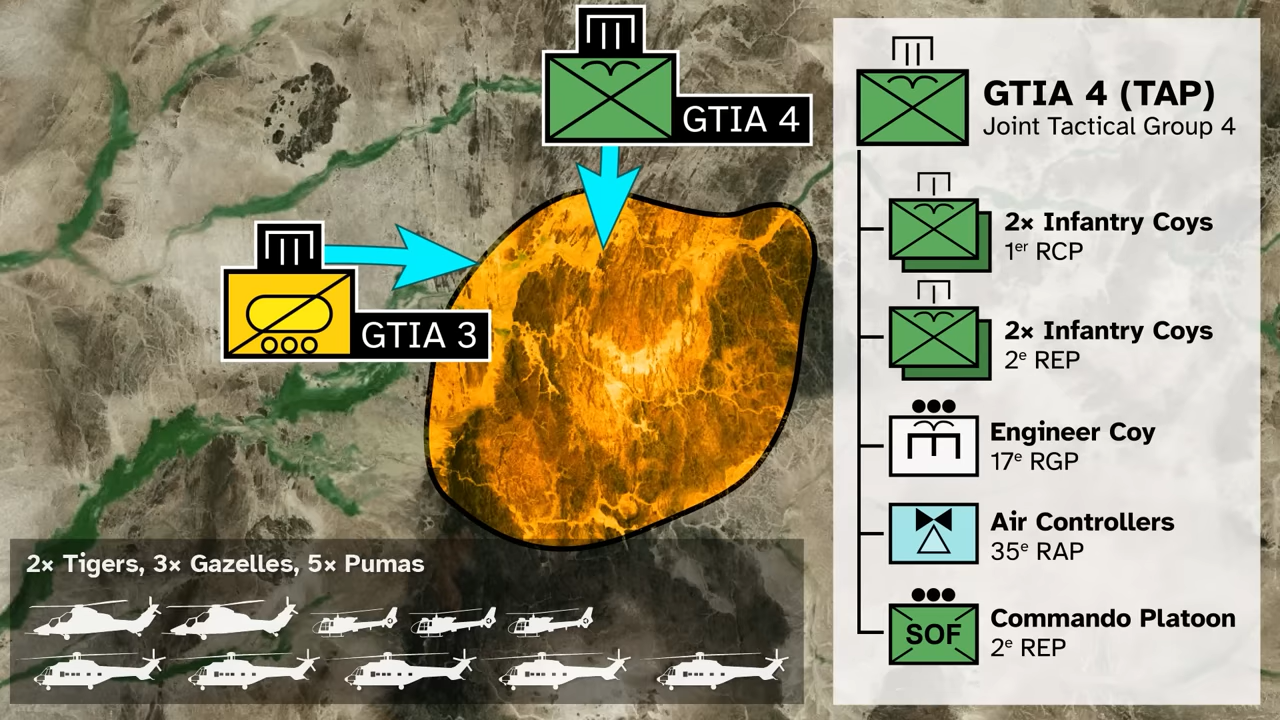 GTIA 4
GTIA 3
2× Tigers, 3× Gazelles, 5× Pumas
GTIA 4 (TAP)
Joint Tactical Group 4
2× Infantry Coys
1er RCP
2× Infantry Coys
2e REP
Engineer Coy
17e RGP
Air Controllers
35e RAP
SOF
Commando Platoon
2e REP